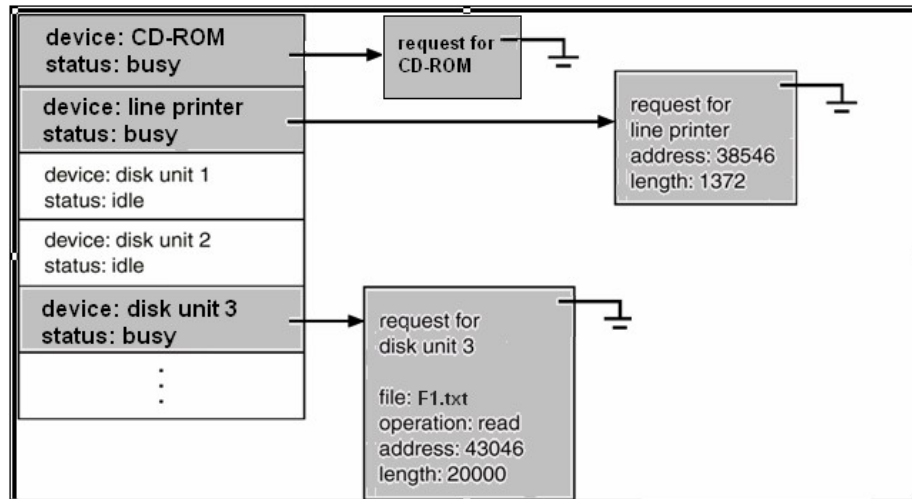 device: CD-ROM
status: busy
request for
CD-ROM
device: line printer
status: busy
request for
line printer
address: 38546
length: 1372
device: disk unit 1
status: idle
device: disk unit 2
status: idle
device: disk unit 3
status: busy
request for
disk unit 3
file: F1.txt
operation: read
address: 43046
length: 20000